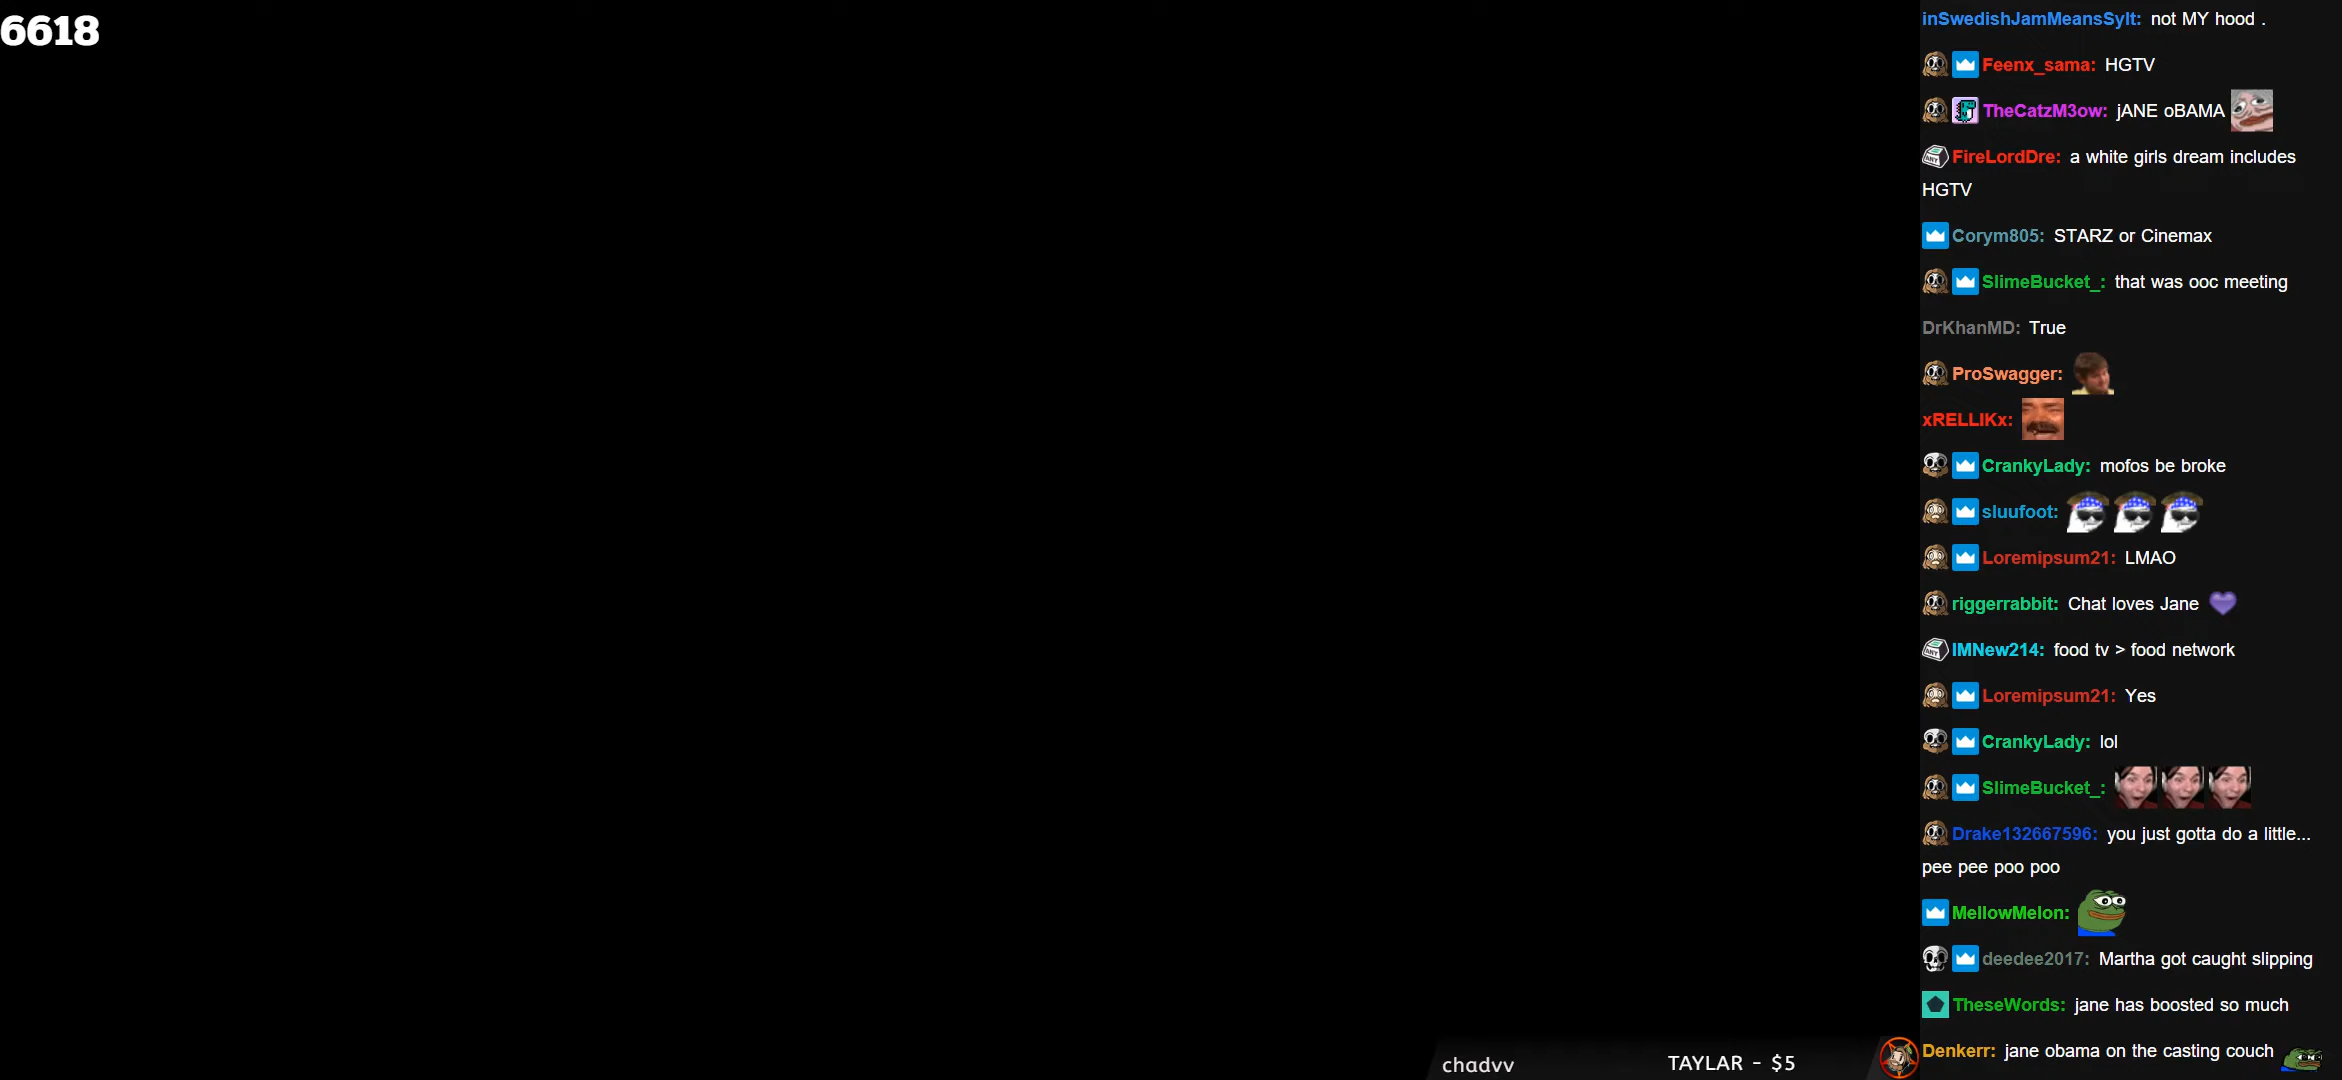 6618
inSwedishJamMeansSylt: not MY hood .
Feenx_sama: HGTV
TheCatzM3ow: jANE oBAMA
FireLordDre: a white girls dream includes
HGTV
Corym805: STARZ or Cinemax
SlimeBucket_: that was ooc meeting
DrKhanMD: True
ProSwagger:
xRELLIKx:
CrankyLady: mofos be broke
sluufoot:
Loremipsum21: LMAO
riggerrabbit: Chat loves Jane
IMNew214: food tv > food network
Loremipsum21: Yes
CrankyLady: lol
SlimeBucket_:
Drake132667596: you just gotta do a little...
pee pee poo poo
MellowMelon:
deedee2017: Martha got caught slipping
TheseWords: jane has boosted so much
Denkerr: jane obama on the casting couch
chadvv
TAYLAR - $5